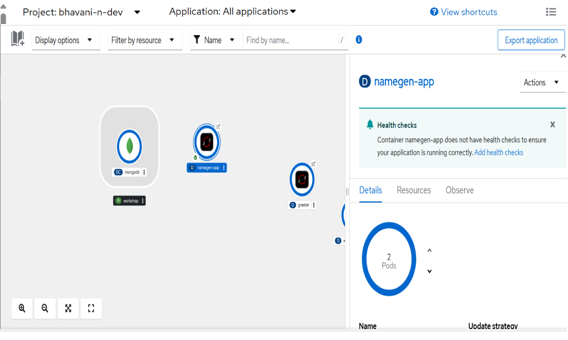 Project: bhavani-n-dev
Application: All applications
View shortcuts
Display options
Filter by resource
Name
Find by name...
/
Export application
D namegen-app
Actions
Health checks
X
Container namegen-app does not have health checks to ensure
your application is running correctly. Add health checks
Details
Resources
Observe
2
Pods
Name
Update strategy
DC mongodb
A workshop
D namegen-app
D greeter
D